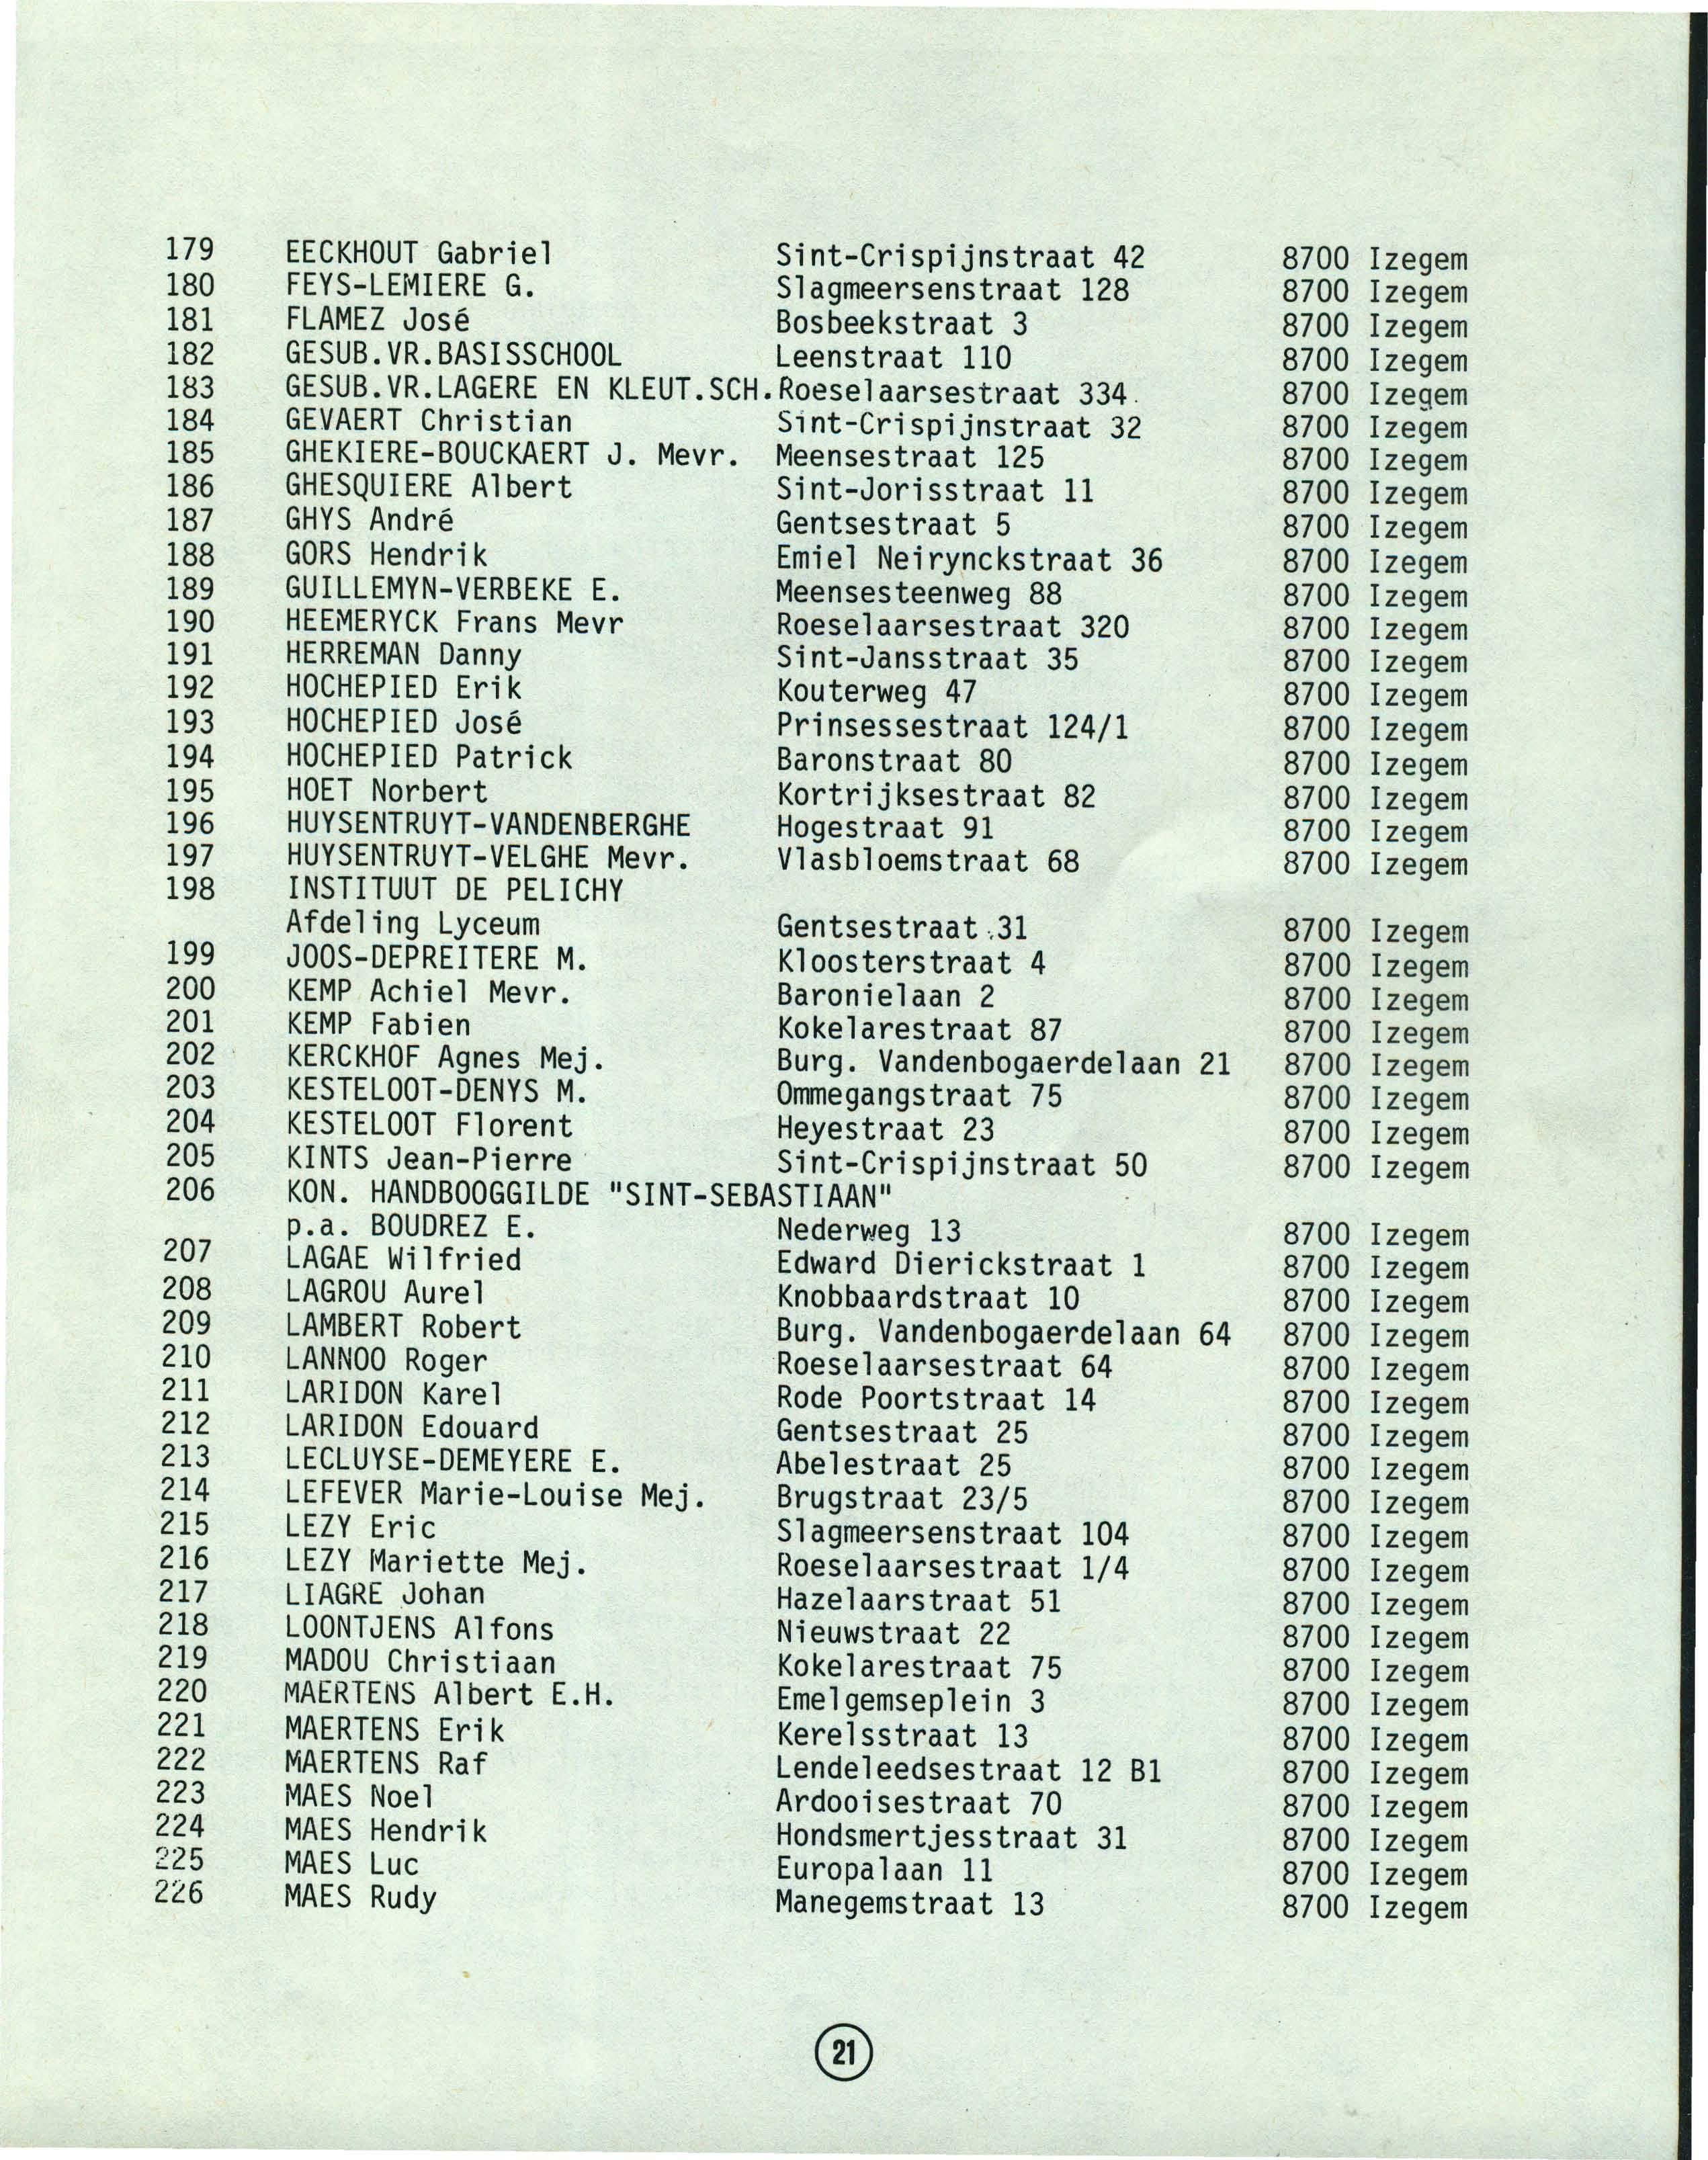 179 EECKHOUT Gabriel Sint-Crispijnstraat 42 8700 Izegem
180 FEYS-LEMIERE G. Slagmeersenstraat 128 8700 Izegem
181 FLAMEZ José Bosbeekstraat 3 8700 Izegem
182 GESUB.VR.BASISSCHOOL Leenstraat 110 8700 Izegem
183 GESUB.VR.LAGERE EN KLEUT.SCH. Roeselaarsestraat 334 8700 Izegem
184 GEVAERT Christian Sint-Crispijnstraat 32 8700 Izegem
185 GHEKIERE-BOUCKAERT J. Mevr. Meensestraat 125 8700 Izegem
186 GHESQUIERE Albert Sint-Jorisstraat 11 8700 Izegem
187 GHYS André Gentsestraat 5 8700 Izegem
188 GORS Hendrik Emiel Neirynckstraat 36 8700 Izegem
189 GUILLEMYN-VERBEKE E. Meensesteenweg 88 8700 Izegem
190 HEEMERYCK Frans Mevr Roeselaarsestraat 320 8700 Izegem
191 HERREMAN Danny Sint-Jansstraat 35 8700 Izegem
192 HOCHEPIED Erik Kouterweg 47 8700 Izegem
193 HOCHEPIED José Prinsessestraat 124/1 8700 Izegem
194 HOCHEPIED Patrick Baronstraat 80 8700 Izegem
195 HOET Norbert Kortrijksestraat 82 8700 Izegem
196 HUYSENTRUYT-VANDENBERGHE Hogestraat 91 8700 Izegem
197 HUYSENTRUYT-VELGHE Mevr. Vlasbloemstraat 68 8700 Izegem
198 INSTITUUT DE PELICHY
Afdeling Lyceum Gentsestraat 31 8700 Izegem
199 JOOS-DEPREITERE M. Kloosterstraat 4 8700 Izegem
200 KEMP Achiel Mevr. Baronielaan 2 8700 Izegem
201 KEMP Fabien Kokelarestraat 87 8700 Izegem
202 KERCKHOF Agnes Mej. Burg. Vandenbogaerdelaan 21 8700 Izegem
203 KESTELOOT-DENYS M. Ommegangstraat 75 8700 Izegem
204 KESTELOOT Florent Heyestraat 23 8700 Izegem
205 KINTS Jean-Pierre Sint-Crispijnstraat 50 8700 Izegem
206 KON. HANDBOOGGILDE "SINT-SEBASTIAAN"
p.a. BOUDREZ E. Nederweg 13 8700 Izegem
207 LAGAE Wilfried Edward Dierickstraat 1 8700 Izegem
208 LAGROU Aurel Knobbaardstraat 10 8700 Izegem
209 LAMBERT Robert Burg. Vandenbogaerdelaan 64 8700 Izegem
210 LANNOO Roger Roeselaarsestraat 64 8700 Izegem
211 LARIDON Karel Rode Poortstraat 14 8700 Izegem
212 LARIDON Edouard Gentsestraat 25 8700 Izegem
213 LECLUYSE-DEMEYERE E. Abelestraat 25 8700 Izegem
214 LEFEVER Marie-Louise Mej. Brugstraat 23/5 8700 Izegem
215 LEZY Eric Slagmeersenstraat 104 8700 Izegem
216 LEZY Mariette Mej. Roeselaarsestraat 1/4 8700 Izegem
217 LIAGRE Johan Hazelaarstraat 51 8700 Izegem
218 LOONTJENS Alfons Nieuwstraat 22 8700 Izegem
219 MADOU Christiaan Kokelarestraat 75 8700 Izegem
220 MAERTENS Albert E.H. Emelgemseplein 3 8700 Izegem
221 MAERTENS Erik Kerelsstraat 13 8700 Izegem
222 MAERTENS Raf Lendeleedsestraat 12 B1 8700 Izegem
223 MAES Noel Ardooisestraat 70 8700 Izegem
224 MAES Hendrik Hondsmertjesstraat 31 8700 Izegem
225 MAES Luc Europalaan 11 8700 Izegem
226 MAES Rudy Manegemstraat 13 8700 Izegem
21